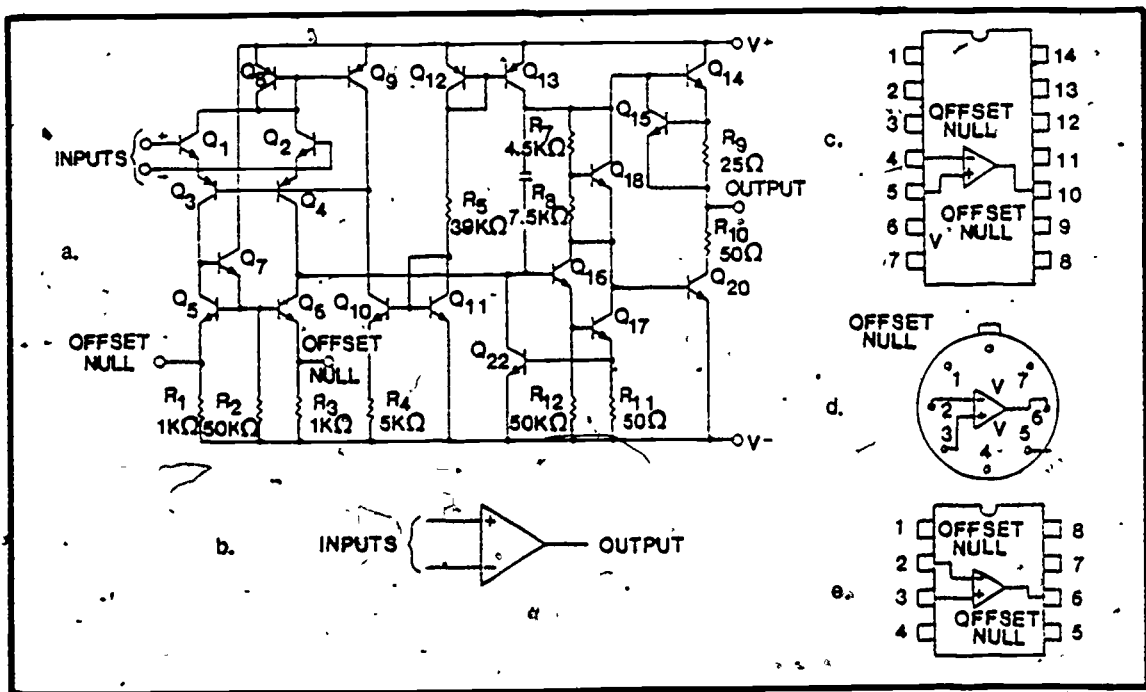 a.
INPUTS
+
−
Q8
Q9
Q12
Q13
Q14
Q15
Q1
Q2
Q3
Q4
R7
4.5KΩ
Q18
R9
25Ω
OUTPUT
R5
39KΩ
R8
7.5KΩ
R10
50Ω
Q7
Q5
Q6
Q10
Q11
Q16
Q17
Q20
Q22
OFFSET
NULL
OFFSET
NULL
R1
1KΩ
R2
50KΩ
R3
1KΩ
R4
5KΩ
R12
50KΩ
R11
50Ω
V+
V−
b.
INPUTS
+
−
OUTPUT
c.
1
2
3
4
5
6
7
14
13
12
11
10
9
8
OFFSET
NULL
−
+
OFFSET
NULL
V
d.
OFFSET
NULL
1
2
3
4
5
6
7
V
−
+
V
e.
1
2
3
4
8
7
6
5
OFFSET
NULL
−
+
OFFSET
NULL